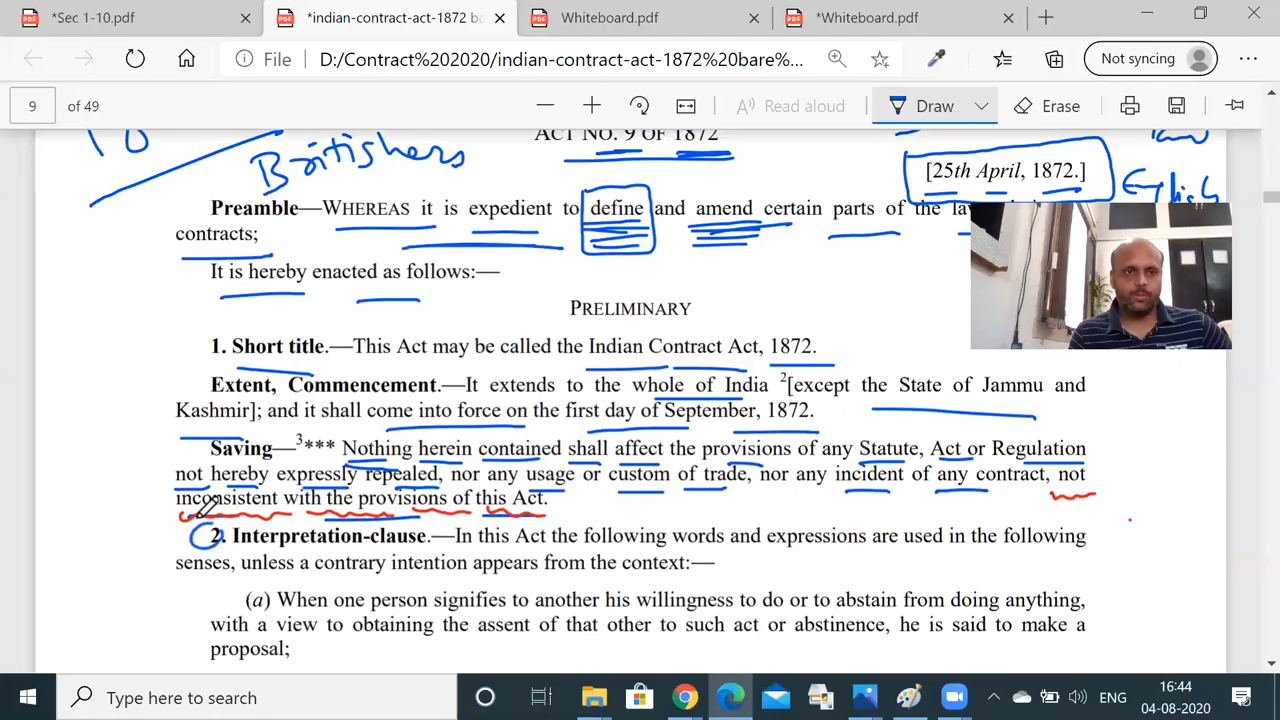 *Sec 1-10.pdf
*indian-contract-act-1872 ba
Whiteboard.pdf
*Whiteboard.pdf
File
D:/Contract%202020/indian-contract-act-1872%20bare%...
Not syncing
9 of 49
Read aloud
Draw
Erase
ACT NO. 9 OF 1872
10
Britishers
[25th April, 1872.]
English
Preamble—WHEREAS it is expedient to define and amend certain parts of the law
contracts;
It is hereby enacted as follows:—
PRELIMINARY
1. Short title.—This Act may be called the Indian Contract Act, 1872.
Extent, Commencement.—It extends to the whole of India 2[except the State of Jammu and
Kashmir]; and it shall come into force on the first day of September, 1872.
Saving—3*** Nothing herein contained shall affect the provisions of any Statute, Act or Regulation
not hereby expressly repealed, nor any usage or custom of trade, nor any incident of any contract, not
inconsistent with the provisions of this Act.
2. Interpretation-clause.—In this Act the following words and expressions are used in the following
senses, unless a contrary intention appears from the context:—
(a) When one person signifies to another his willingness to do or to abstain from doing anything,
with a view to obtaining the assent of that other to such act or abstinence, he is said to make a
proposal;
Type here to search
ENG
16:44
04-08-2020